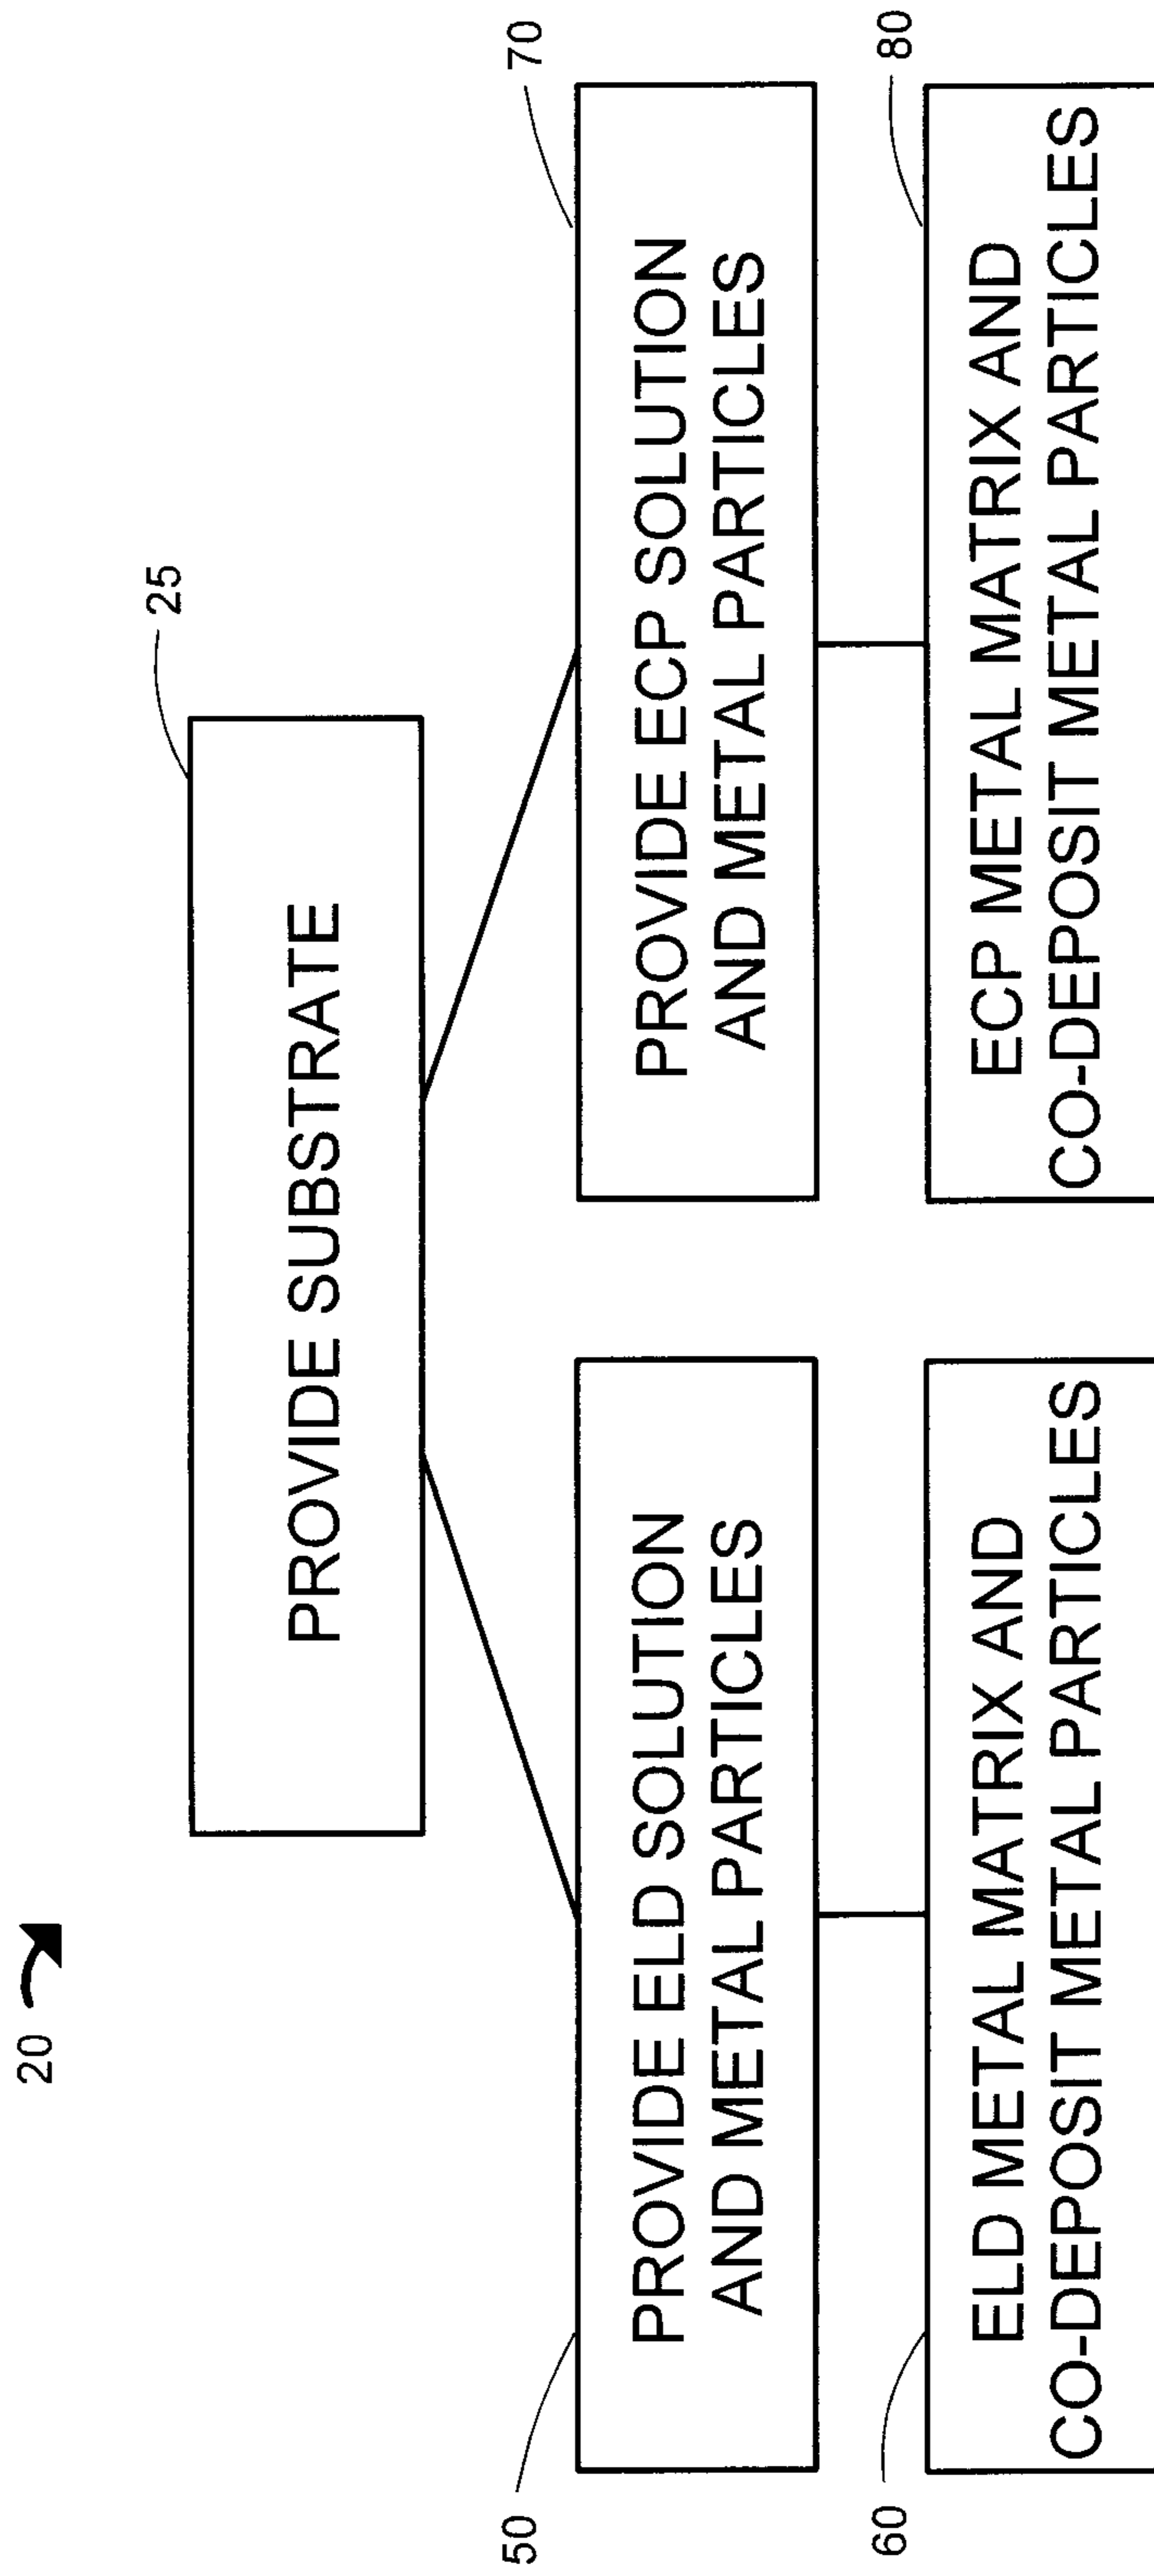 20
25
PROVIDE SUBSTRATE
50
PROVIDE ELD SOLUTION
AND METAL PARTICLES
70
PROVIDE ECP SOLUTION
AND METAL PARTICLES
60
ELD METAL MATRIX AND
CO-DEPOSIT METAL PARTICLES
80
ECP METAL MATRIX AND
CO-DEPOSIT METAL PARTICLES